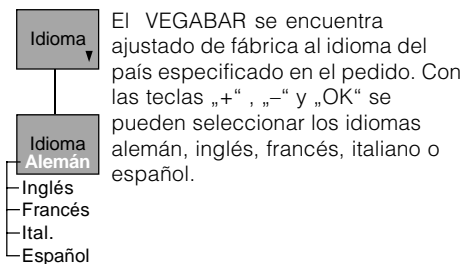 Idioma
Idioma
Alemán
Inglés
Francés
Ital.
Español
El VEGABAR se encuentra
ajustado de fábrica al idioma del
país especificado en el pedido. Con
las teclas „+“ , „–“ y „OK“ se
pueden seleccionar los idiomas
alemán, inglés, francés, italiano o
español.